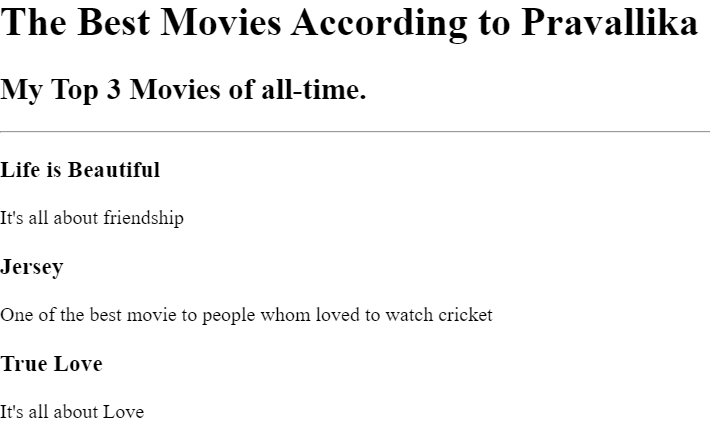 The Best Movies According to Pravallika
My Top 3 Movies of all-time.
Life is Beautiful
It's all about friendship
Jersey
One of the best movie to people whom loved to watch cricket
True Love
It's all about Love